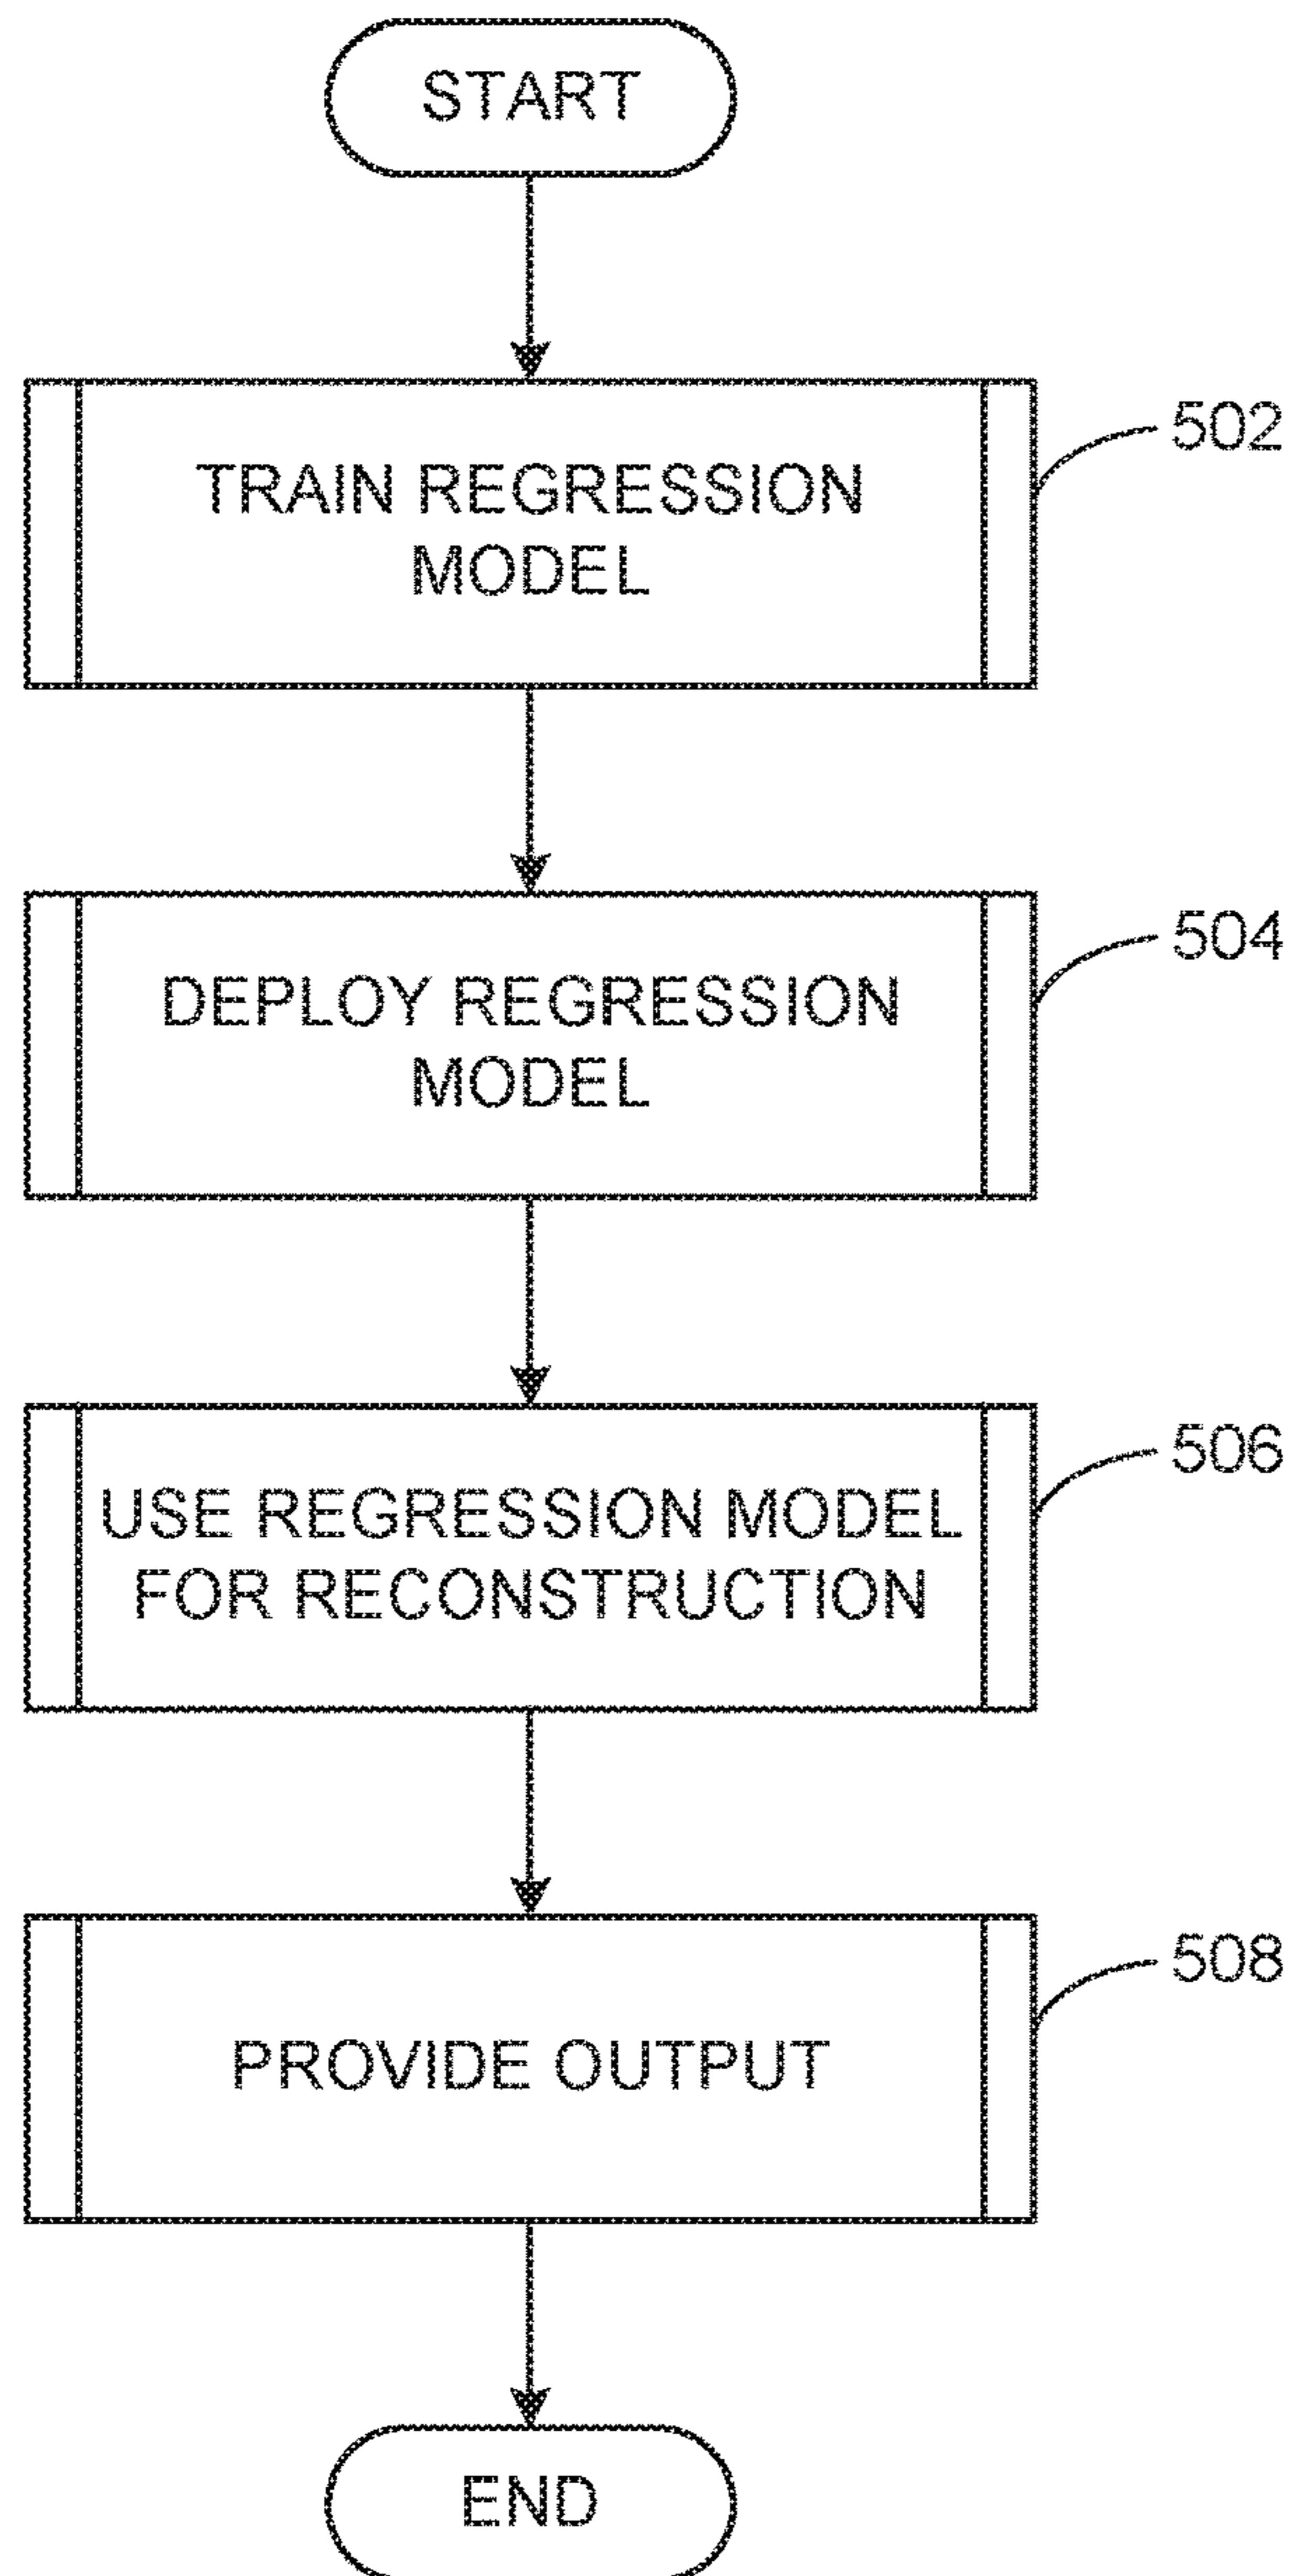 START
502
TRAIN REGRESSION
MODEL
504
DEPLOY REGRESSION
MODEL
506
USE REGRESSION MODEL
FOR RECONSTRUCTION
508
PROVIDE OUTPUT
END